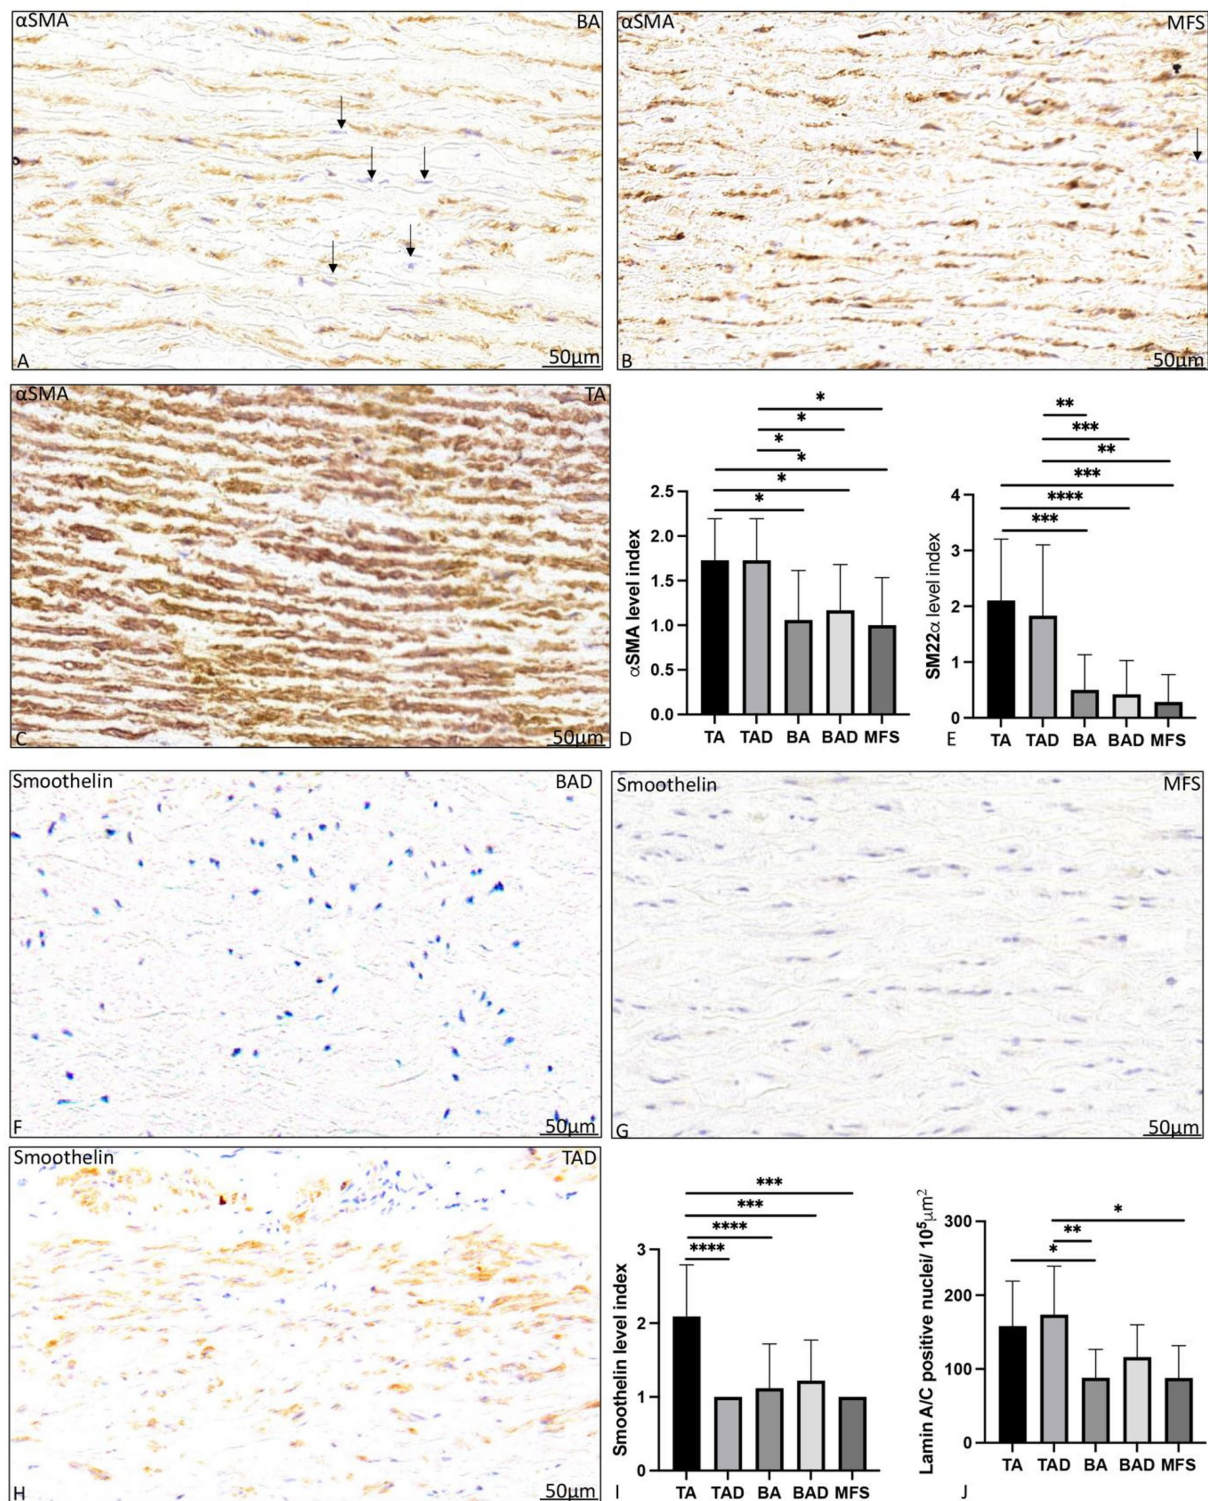 αSMA BA
A 50µm
αSMA MFS
B 50µm
αSMA TA
C 50µm
*
*
*
*
*
*
αSMA level index
2.5
2.0
1.5
1.0
0.5
0.0
TA TAD BA BAD MFS
D
**
***
**
***
****
***
SM22α level index
4
3
2
1
0
TA TAD BA BAD MFS
E
Smoothelin BAD
F 50µm
Smoothelin MFS
G 50µm
Smoothelin TAD
H 50µm
***
***
****
****
Smoothelin level index
3
2
1
0
TA TAD BA BAD MFS
I
*
**
*
Lamin A/C positive nuclei/ 10⁵µm²
300
200
100
0
TA TAD BA BAD MFS
J